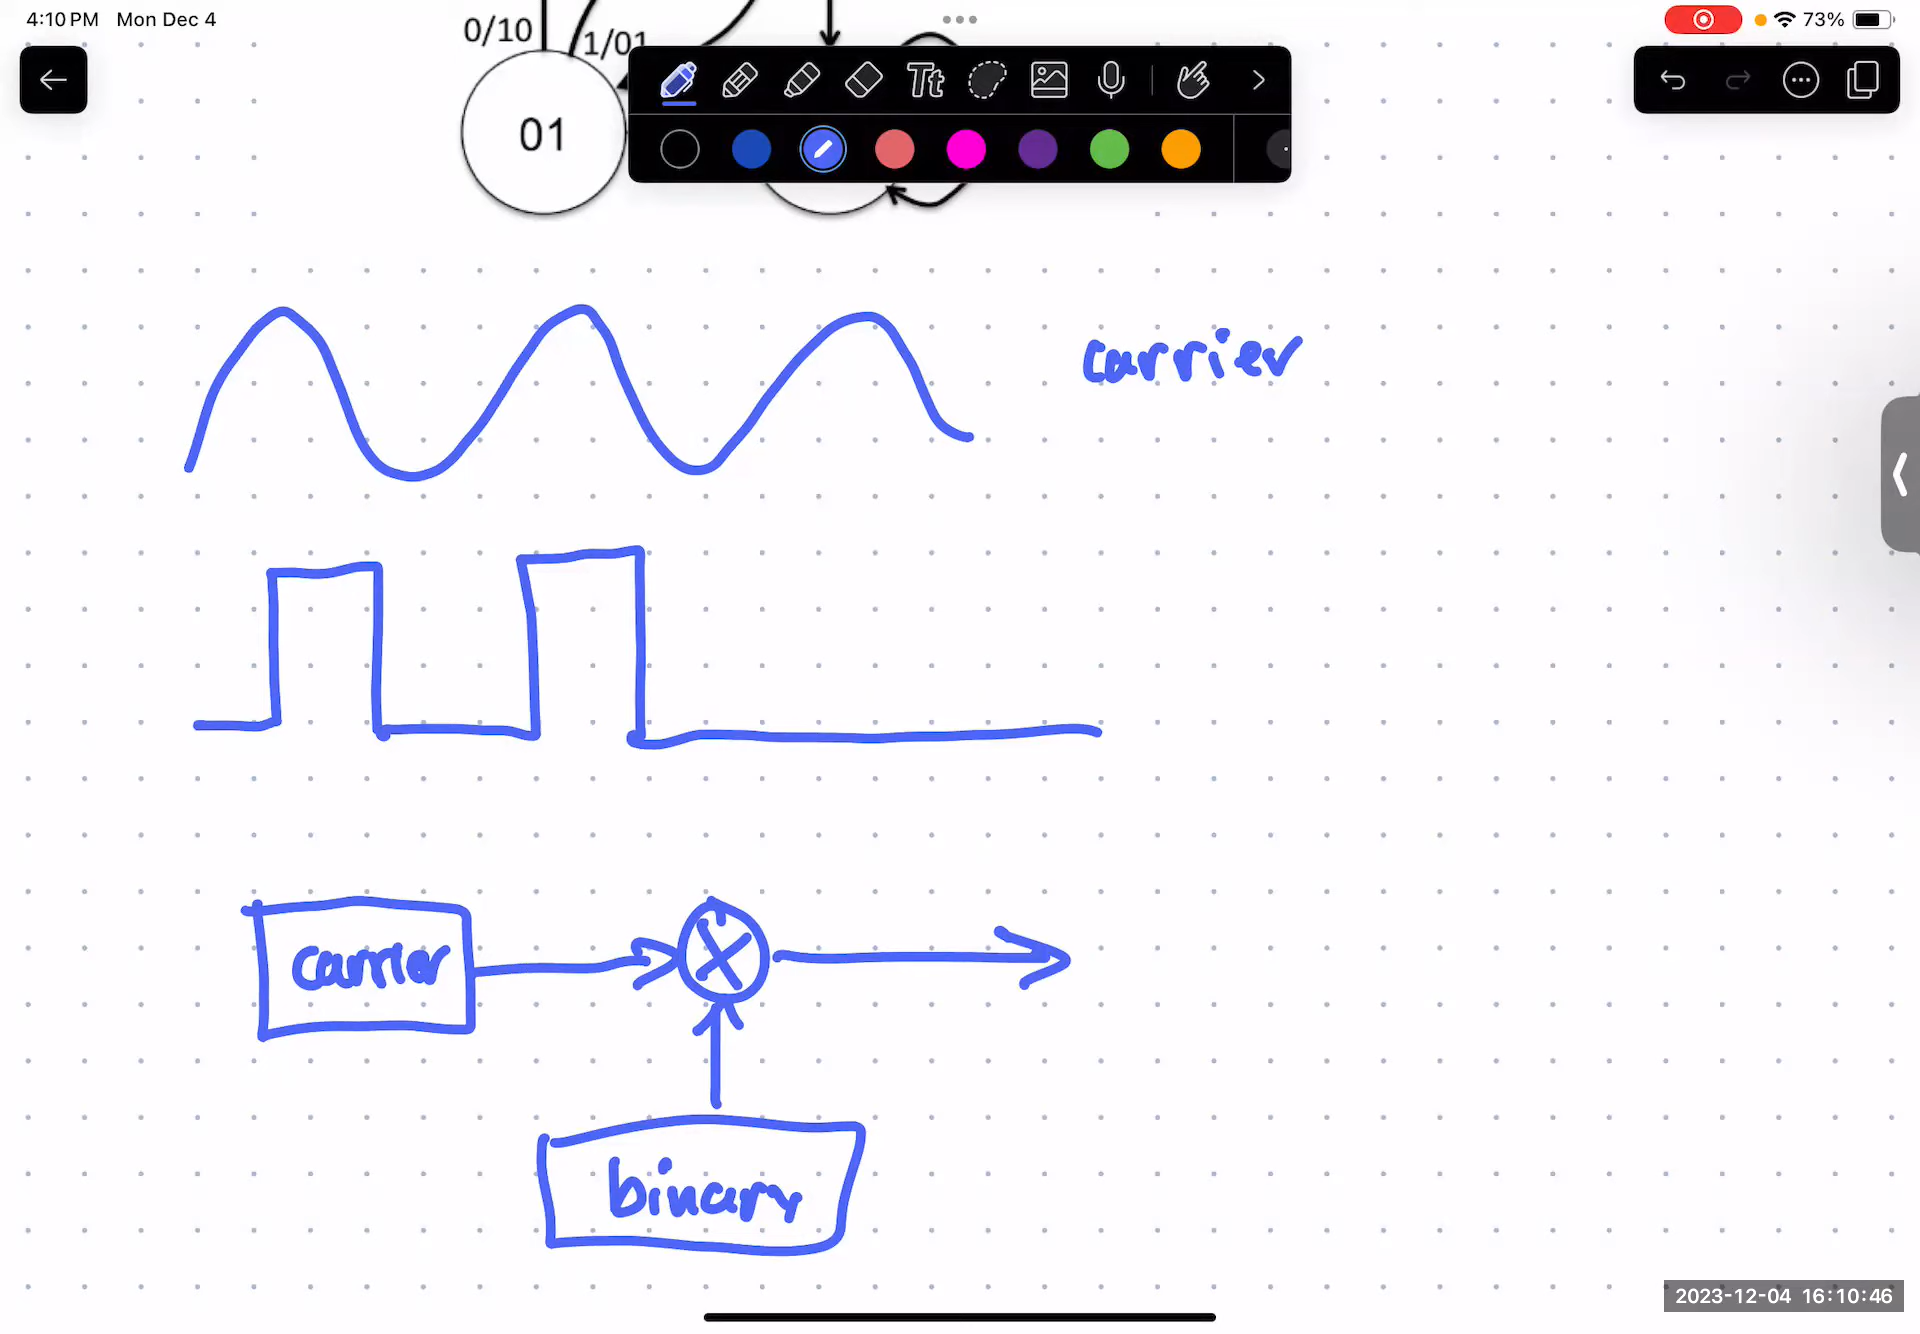 4:10 PM Mon Dec 4
73%
0/10
1/01
Tt
01
carrier
carrier
X
binary
2023-12-04 16:10:46